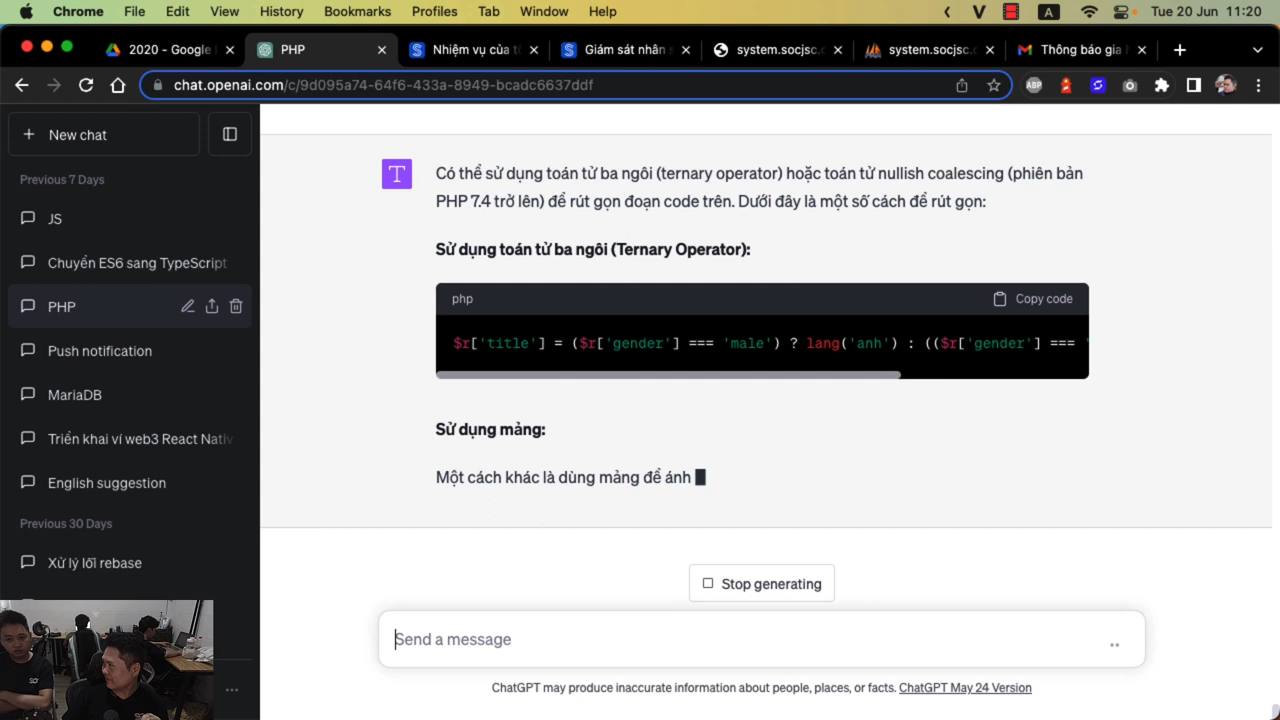 Chrome File Edit View History Bookmarks Profiles Tab Window Help A Tue 20 Jun 11:20
2020 - Google PHP Nhiệm vụ của t Giám sát nhân s system.socjsc.c system.socjsc.c Thông báo gia
chat.openai.com/c/9d095a74-64f6-433a-8949-bcadc6637ddf ABP
New chat
Previous 7 Days
JS
Chuyển ES6 sang TypeScript
PHP
Push notification
MariaDB
Triển khai ví web3 React Nativ
English suggestion
Previous 30 Days
Xử lý lỗi rebase
T
Có thể sử dụng toán tử ba ngôi (ternary operator) hoặc toán tử nullish coalescing (phiên bản
PHP 7.4 trở lên) để rút gọn đoạn code trên. Dưới đây là một số cách để rút gọn:
Sử dụng toán tử ba ngôi (Ternary Operator):
php Copy code
$r['title'] = ($r['gender'] === 'male') ? lang('anh') : (($r['gender'] === '
Sử dụng mảng:
Một cách khác là dùng mảng để ánh
Stop generating
Send a message
ChatGPT may produce inaccurate information about people, places, or facts. ChatGPT May 24 Version